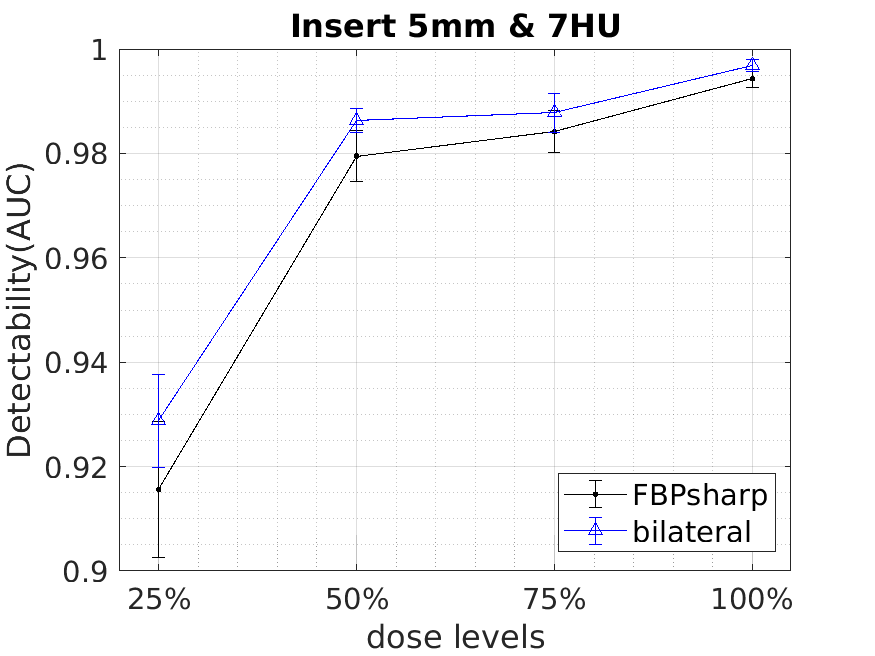 Insert 5mm & 7HU
Detectability(AUC)
1
0.98
0.96
0.94
0.92
0.9
25%
50%
75%
100%
dose levels
FBPsharp
bilateral